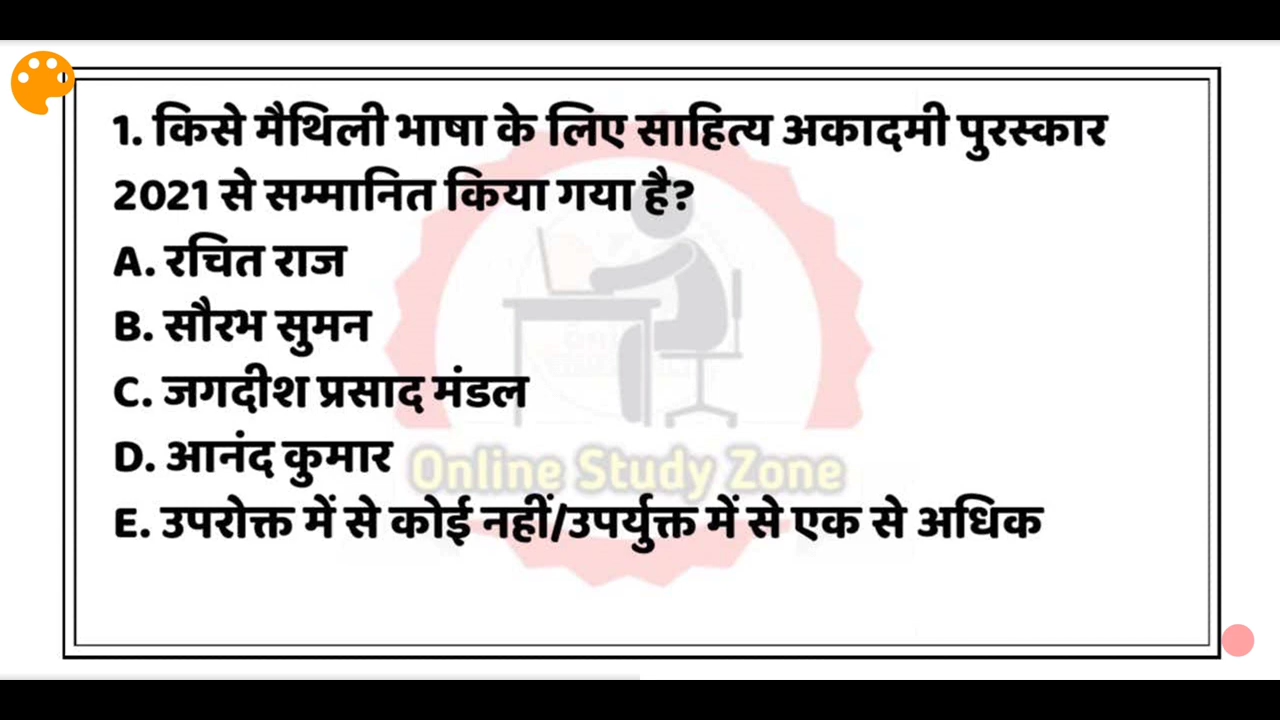 1. किसे मैथिली भाषा के लिए साहित्य अकादमी पुरस्कार
2021 से सम्मानित किया गया है?
A. रचित राज
B. सौरभ सुमन
C. जगदीश प्रसाद मंडल
D. आनंद कुमार
Online Study Zone
E. उपरोक्त में से कोई नहीं/उपर्युक्त में से एक से अधिक